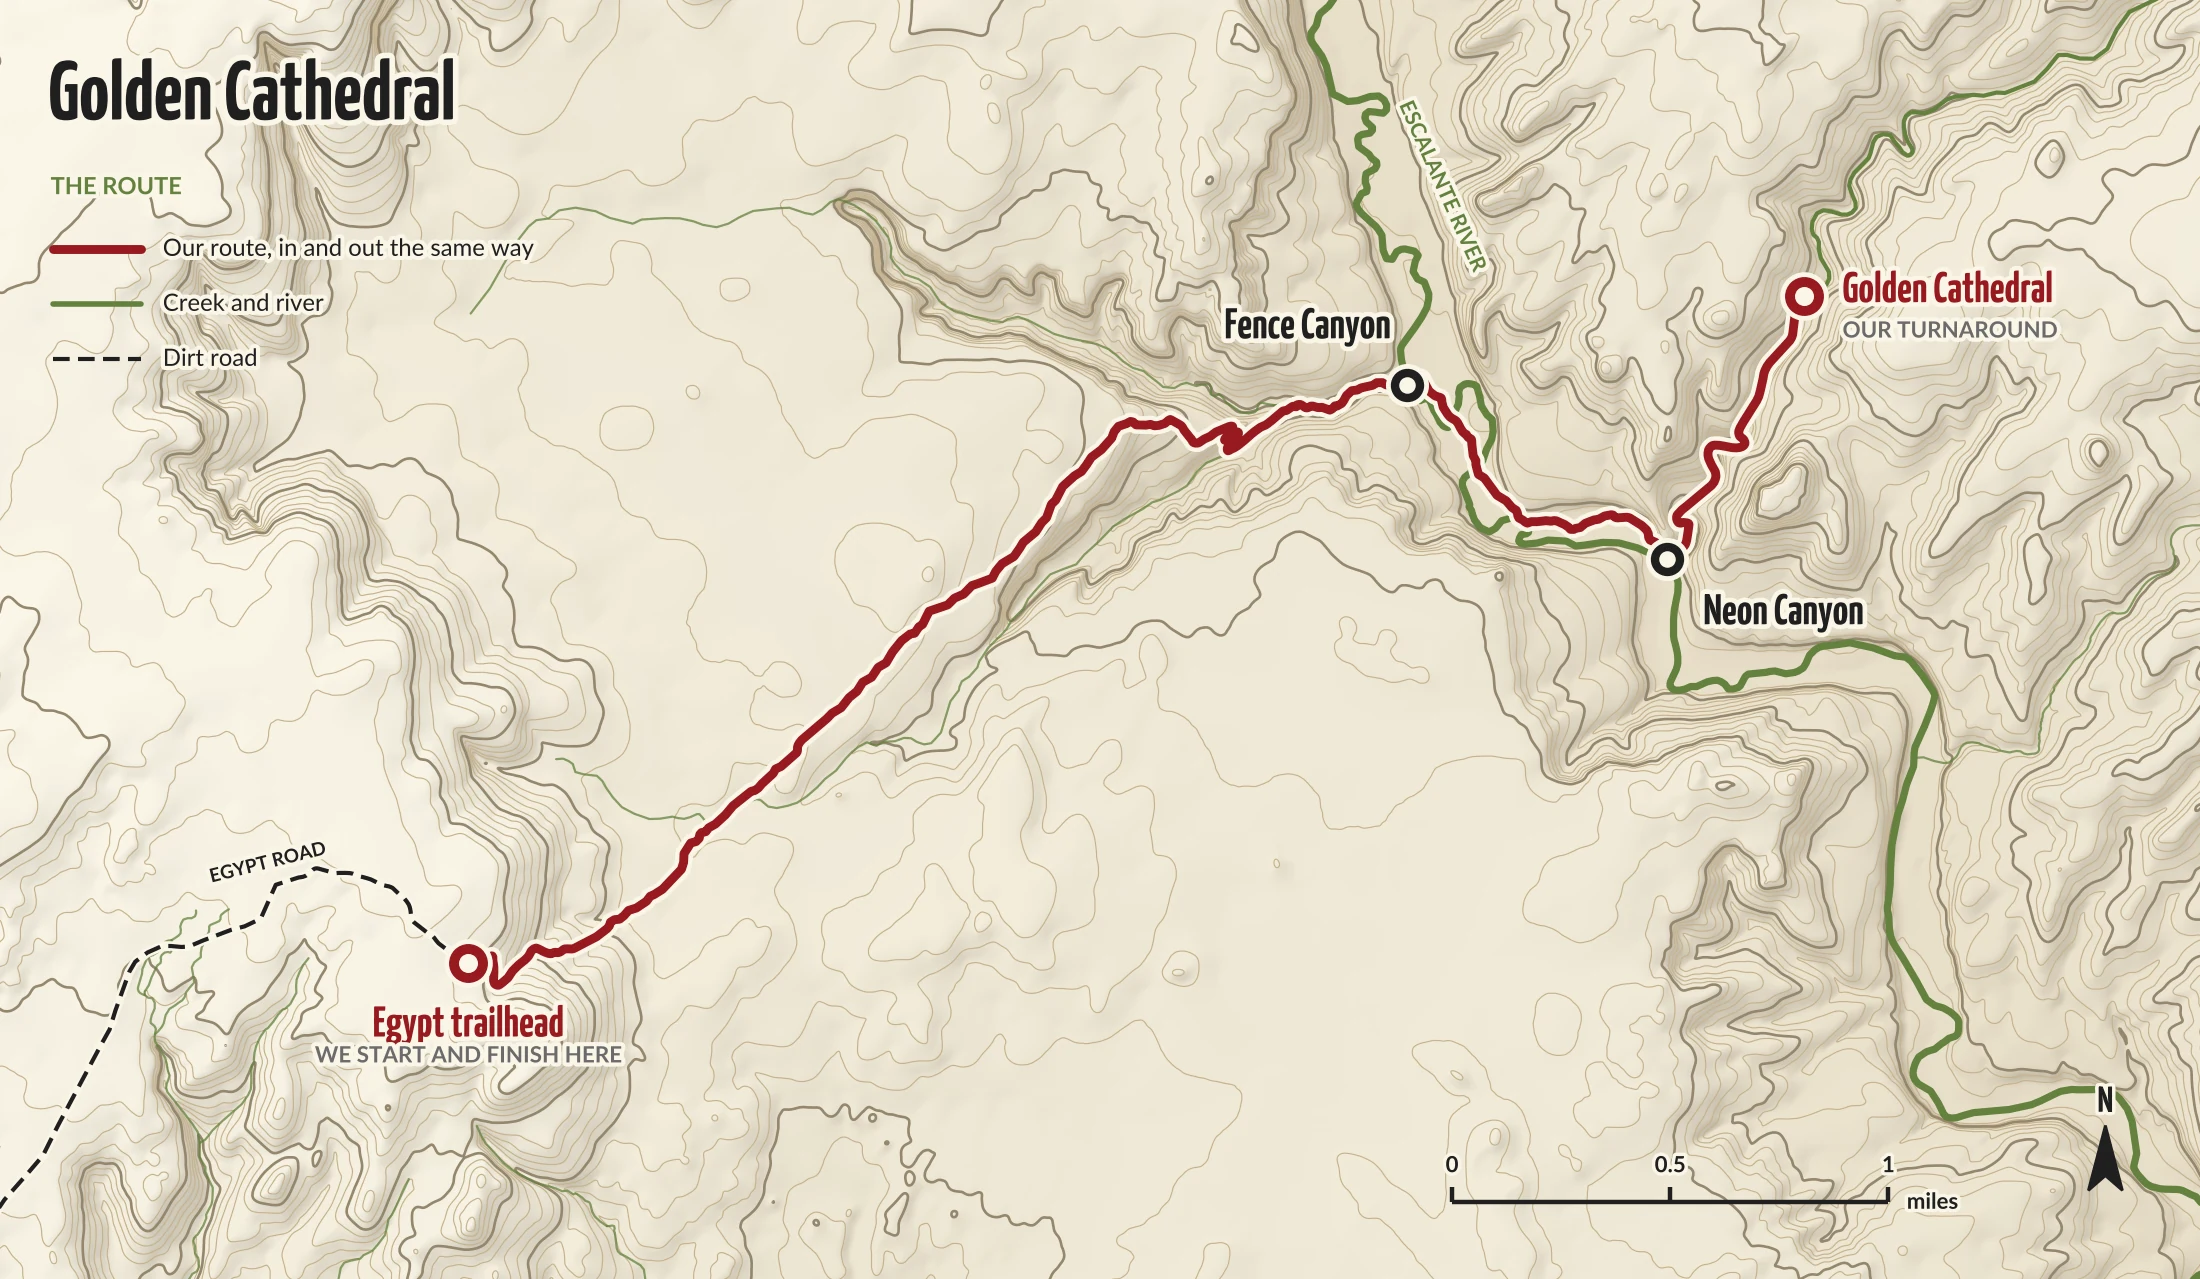 Golden Cathedral
THE ROUTE
Our route, in and out the same way
Creek and river
Dirt road
ESCALANTE RIVER
Fence Canyon
Golden Cathedral
OUR TURNAROUND
Neon Canyon
EGYPT ROAD
Egypt trailhead
WE START AND FINISH HERE
N
0 0.5 1
miles